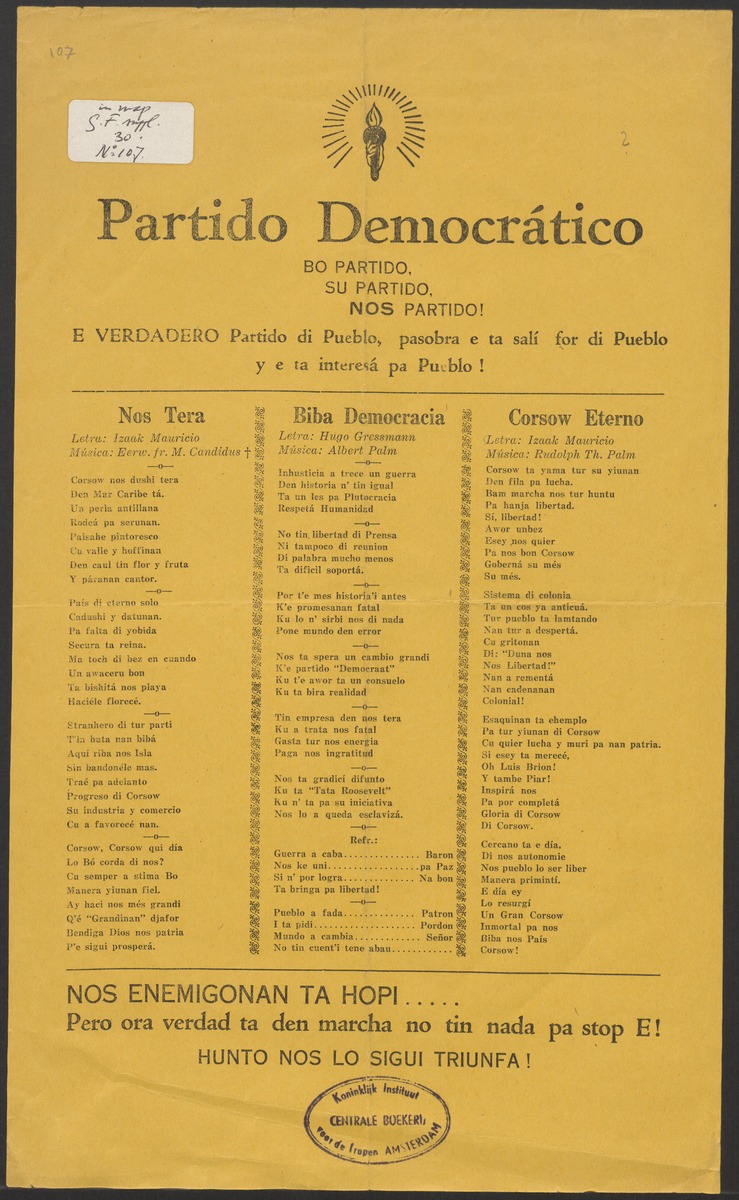 107
in map
S.F. suppl.
30.
No 107.
2
Partido Democrático
BO PARTIDO,
SU PARTIDO,
NOS PARTIDO!
E VERDADERO Partido di Pueblo, pasobra e ta salí for di Pueblo
y e ta interesá pa Pueblo !
Nos Tera
Letra: Izaak Mauricio
Música: Eerw. fr. M. Candidus †
—o—
Corsow nos dushi tera
Den Mar Caribe tá.
Un perla antillana
Rodeá pa serunan.
Paisahe pintoresco
Cu valle y hoffinan
Den caul tin flor y fruta
Y páranan cantor.
—o—
País di eterno solo
Cadushi y datunan.
Pa falta di yobida
Secura ta reina.
Ma toch di bez en cuando
Un awaceru bon
Ta bishitá nos playa
Haciéle florecé.
—o—
Stranhero di tur parti
T'in buta nan bibá
Aquí riba nos Isla
Sin bandonéle mas.
Traé pa adelanto
Progreso di Corsow
Su industria y comercio
Cu a favorecé nan.
—o—
Corsow, Corsow qui día
Lo Bó corda di nos?
Cu semper a stima Bo
Manera yiunan fiel.
Ay haci nos més grandi
Q'é "Grandinan" djafor
Bendiga Dios nos patria
P'e sigui prosperá.
Biba Democracia
Letra: Hugo Gressmann
Música: Albert Palm
—o—
Inhusticia a trece un guerra
Den historia n' tin igual
Ta un les pa Plutocracia
Respetá Humanidad
—o—
No tin libertad di Prensa
Ni tampoco di reunion
Di palabra mucho menos
Ta dificil soportá.
—o—
Por t'e mes historia'i antes
K'e promesanan fatal
Ku lo n' sirbi nos di nada
Pone mundo den error
—o—
Nos ta spera un cambio grandi
K'e partido "Democraat"
Ku t'e awor ta un consuelo
Ku ta bira realidad
—o—
Tin empresa den nos tera
Ku a trata nos fatal
Gasta tur nos energia
Paga nos ingratitud
—o—
Nos ta gradicí difunto
Ku ta "Tata Roosevelt"
Ku n' ta pa su iniciativa
Nos lo a queda esclavizá.
—o—
Refr.:
Guerra a caba.............. Baron
Nos ke uni.................pa Paz
Si n' por logra............. Na bon
Ta bringa pa libertad!
—o—
Pueblo a fada............. Patron
I ta pidi................... Pordon
Mundo a cambia............ Señor
No tin cuent'i tene abau............
Corsow Eterno
Letra: Izaak Mauricio
Música: Rudolph Th. Palm
Corsow ta yama tur su yiunan
Den fila pa lucha.
Bam marcha nos tur huntu
Pa hanja libertad.
Sí, libertad!
Awor unbez
Esey nos quier
Pa nos bon Corsow
Goberná su més
Su més.
Sistema di colonia
Ta un cos ya anticuá.
Tur pueblo ta lamtando
Nan tur a despertá.
Cu gritonan
Di: "Duna nos
Nos Libertad!"
Nan a rementá
Nan cadenanan
Colonial!
Esaquinan ta ehemplo
Pa tur yiunan di Corsow
Cu quier lucha y muri pa nan patria.
Si esey ta merecé,
Oh Luis Brion!
Y tambe Piar!
Inspirá nos
Pa por completá
Gloria di Corsow
Di Corsow.
Cercano ta e día,
Di nos autonomie
Nos pueblo lo ser liber
Manera primintí.
E día ey
Lo resurgí
Un Gran Corsow
Inmortal pa nos
Biba nos País
Corsow!
NOS ENEMIGONAN TA HOPI.....
Pero ora verdad ta den marcha no tin nada pa stop E!
HUNTO NOS LO SIGUI TRIUNFA !
Koninklijk Instituut
CENTRALE BOEKERIJ
voor de Tropen AMSTERDAM